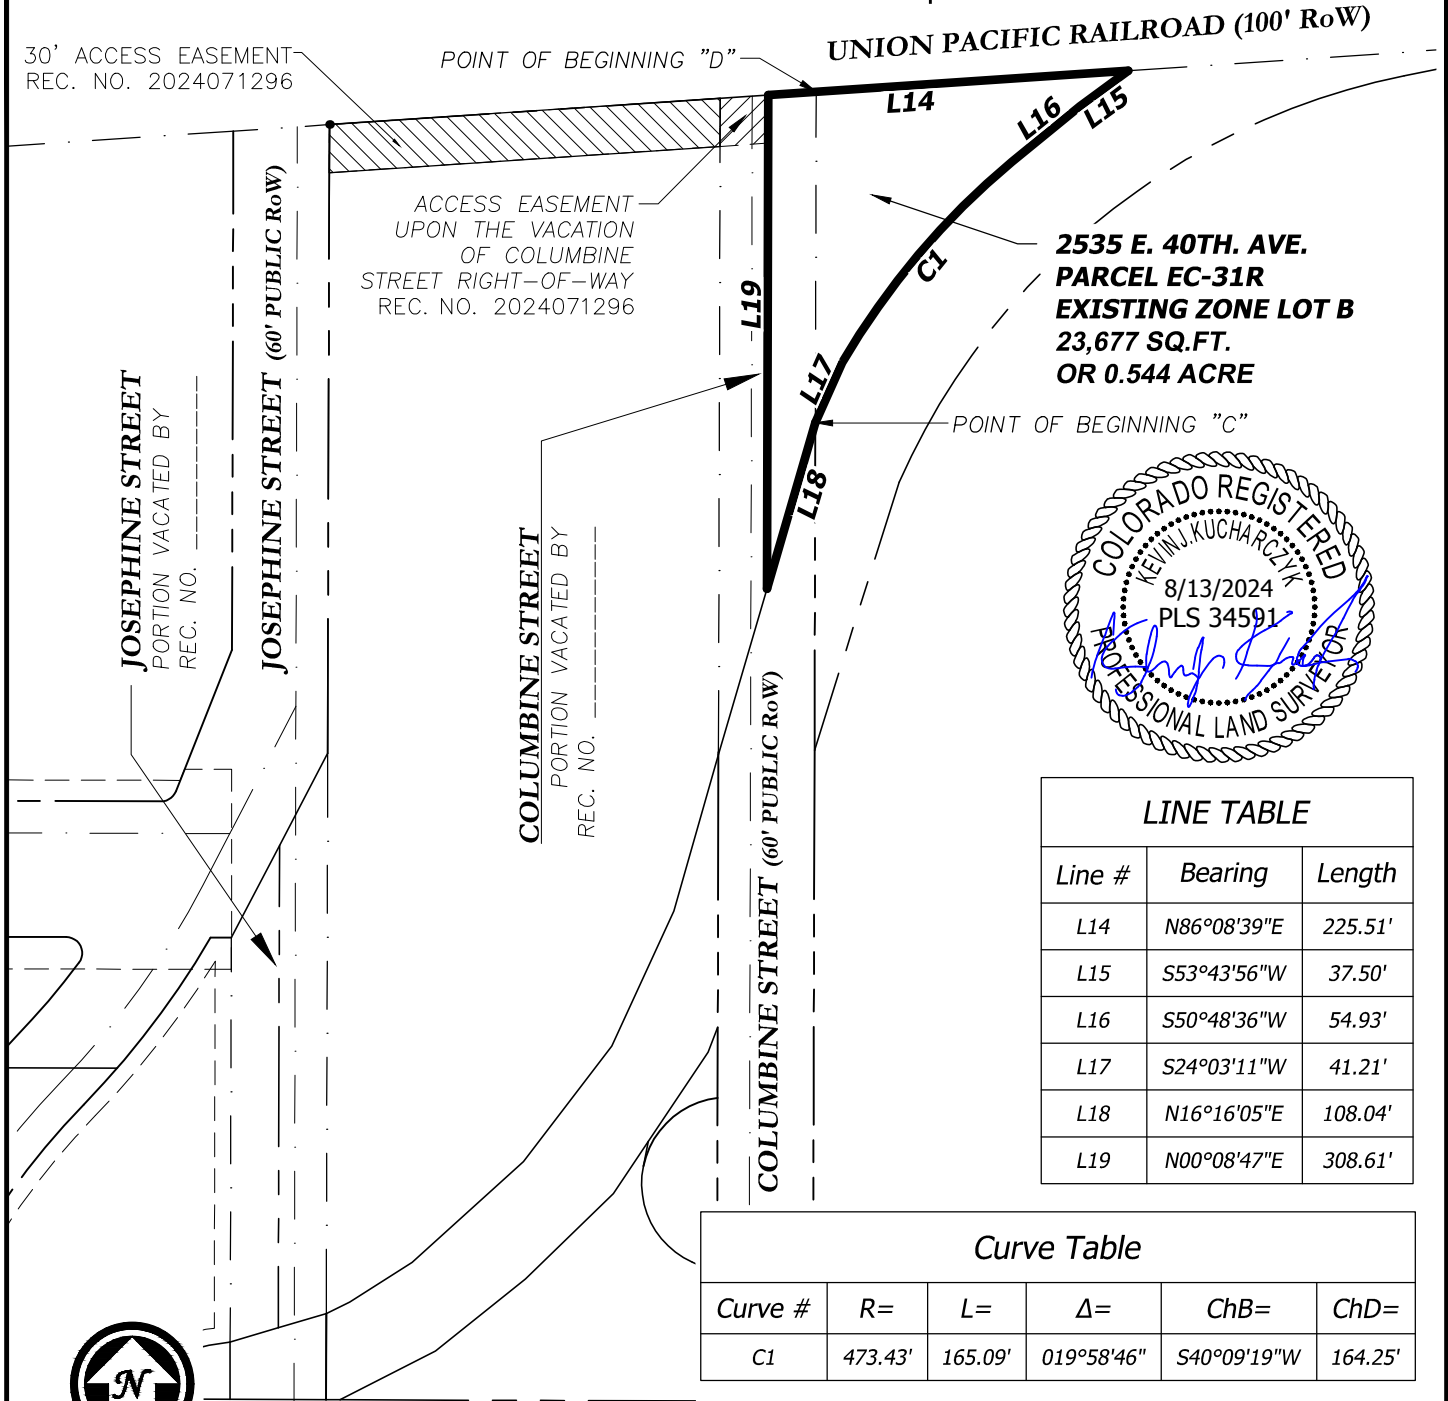 UNION PACIFIC RAILROAD (100' RoW)
30' ACCESS EASEMENT
REC. NO. 2024071296
POINT OF BEGINNING "D"
L14
L16
L15
ACCESS EASEMENT
UPON THE VACATION
OF COLUMBINE
STREET RIGHT-OF-WAY
REC. NO. 2024071296
L19
C1
L17
L18
2535 E. 40TH. AVE.
PARCEL EC-31R
EXISTING ZONE LOT B
23,677 SQ.FT.
OR 0.544 ACRE
POINT OF BEGINNING "C"
JOSEPHINE STREET
PORTION VACATED BY
REC. NO. ___________
JOSEPHINE STREET (60' PUBLIC RoW)
COLUMBINE STREET
PORTION VACATED BY
REC. NO. ___________
COLUMBINE STREET (60' PUBLIC RoW)
COLORADO REGISTERED
KEVIN J. KUCHARCZYK
8/13/2024
PLS 34591
PROFESSIONAL LAND SURVEYOR
LINE TABLE
Line # Bearing Length
L14 N86°08'39"E 225.51'
L15 S53°43'56"W 37.50'
L16 S50°48'36"W 54.93'
L17 S24°03'11"W 41.21'
L18 N16°16'05"E 108.04'
L19 N00°08'47"E 308.61'
Curve Table
Curve # R= L= Δ= ChB= ChD=
C1 473.43' 165.09' 019°58'46" S40°09'19"W 164.25'
N